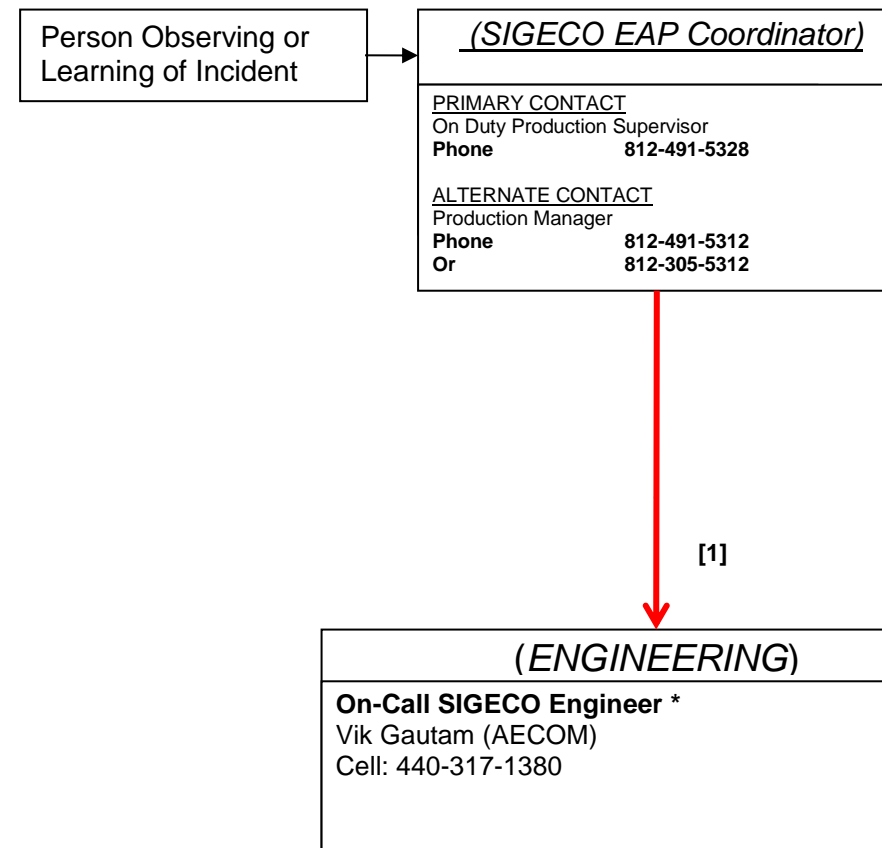 Person Observing or
Learning of Incident
(SIGECO EAP Coordinator)
PRIMARY CONTACT
On Duty Production Supervisor
Phone 812-491-5328
ALTERNATE CONTACT
Production Manager
Phone 812-491-5312
Or 812-305-5312
[1]
(ENGINEERING)
On-Call SIGECO Engineer *
Vik Gautam (AECOM)
Cell: 440-317-1380